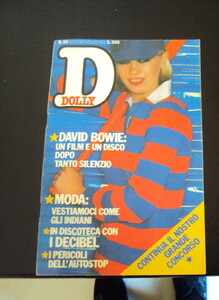 L. 500
D
DOLLY
DAVID BOWIE:
UN FILM E UN DISCO
DOPO
TANTO SILENZIO
MODA:
VESTIAMOCI COME
GLI INDIANI
IN DISCOTECA CON
I DECIBEL
I PERICOLI
DELL'AUTOSTOP
CONTINUA IL NOSTRO
GRANDE
CONCORSO